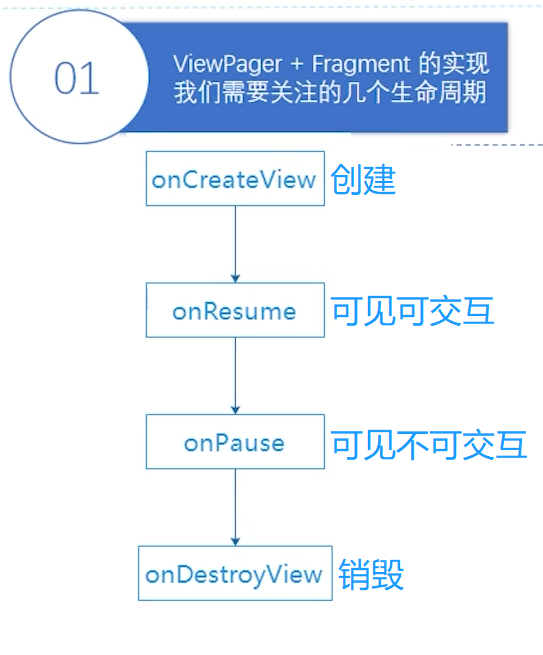 01
ViewPager + Fragment 的实现
我们需要关注的几个生命周期
onCreateView 创建
onResume 可见可交互
onPause 可见不可交互
onDestroyView 销毁